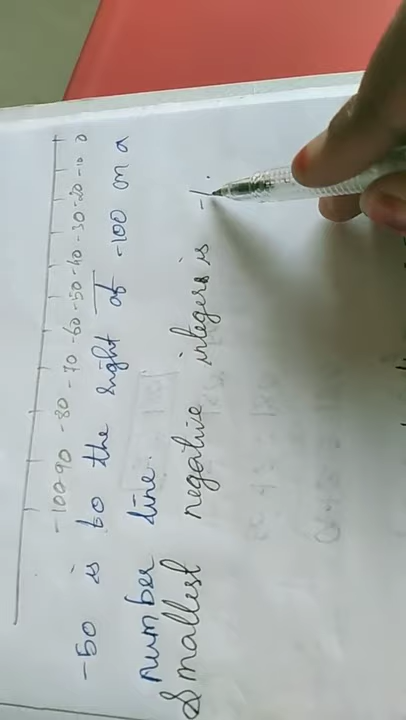 -100 -90 -80 -70 -60 -50 -40 -30 -20 -10 0
-50 is to the right of -100 on a
number line.
Smallest negative integers is -1.